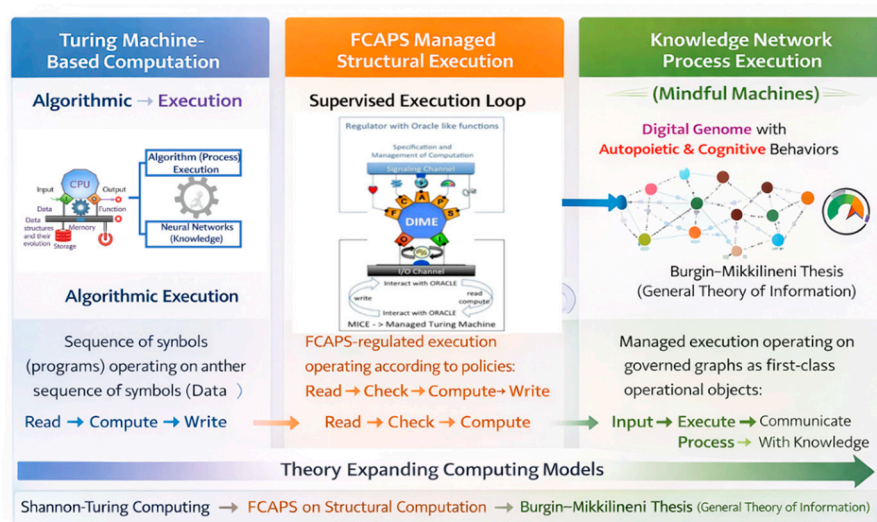 Turing Machine-
Based Computation
Algorithmic → Execution
Input
CPU
Output
Data
Function
Data
structures
and their
evolution
Memory
Storage
Algorithm (Process)
Execution
Neural Networks
(Knowledge)
Algorithmic Execution
Sequence of synbols
(programs) operating on anther
sequence of symbols (Data )
Read → Compute → Write
FCAPS Managed
Structural Execution
Supervised Execution Loop
Regulator with Oracle like functions
Specification and
Management of Computation
Signaling Channel
F C A P S
DIME
I/O Channel
Interact with ORACLE
write
read
compute
Interact with ORACLE
MICE - > Managed Turing Machine
FCAPS-regulated execution
operating according to policies:
Read → Check → Compute → Write
Read → Check → Compute
Knowledge Network
Process Execution
(Mindful Machines)
Digital Genome with
Autopoietic & Cognitive Behaviors
Burgin–Mikkilineni Thesis
(General Theory of Information)
Managed execution operating on
governed graphs as first-class
operational objects:
Input → Execute → Communicate
Process → With Knowledge
Theory Expanding Computing Models
Shannon-Turing Computing → FCAPS on Structural Computation → Burgin–Mikkilineni Thesis (General Theory of Information)